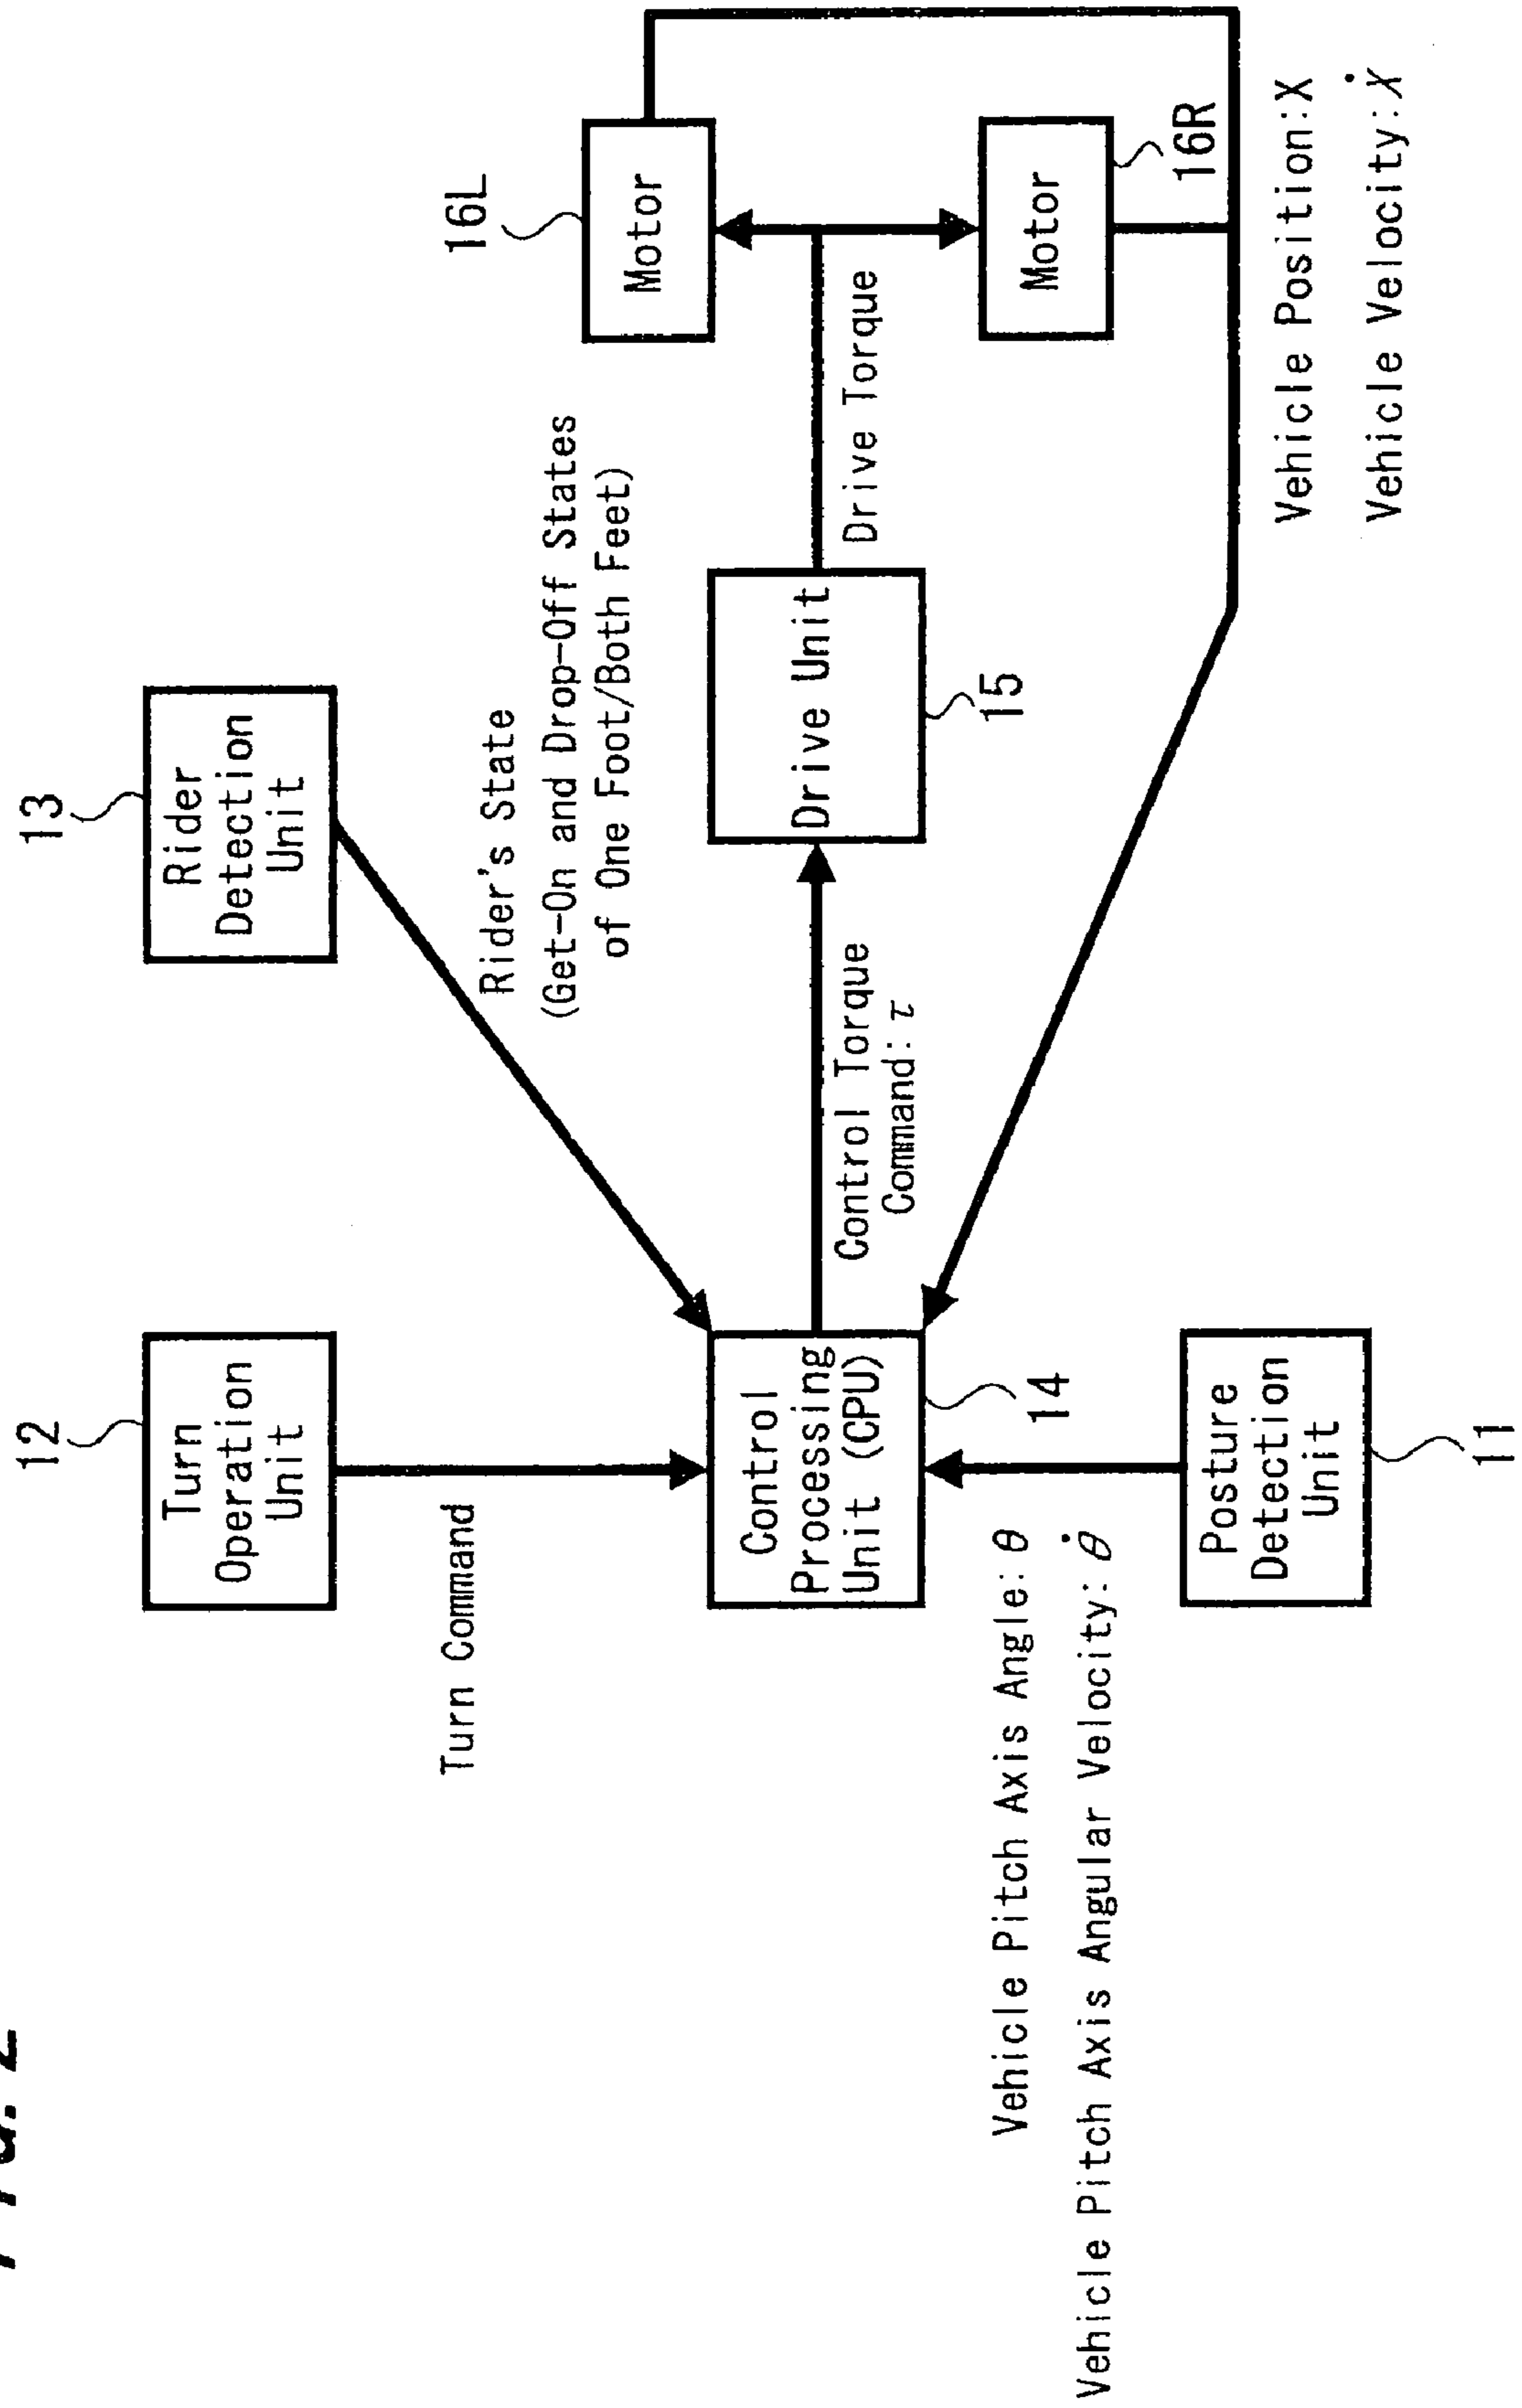 FIG. 2
12
Turn
Operation
Unit
13
Rider
Detection
Unit
Turn Command
Rider's State
(Get-On and Drop-Off States
of One Foot/Both Feet)
16L
Motor
Control
Processing
Unit (CPU)
14
Control Torque
Command: τ
Drive Unit
15
Drive Torque
Motor
16R
Vehicle Pitch Axis Angle: θ
Vehicle Pitch Axis Angular Velocity: θ̇
Posture
Detection
Unit
11
Vehicle Position: X
Vehicle Velocity: Ẋ